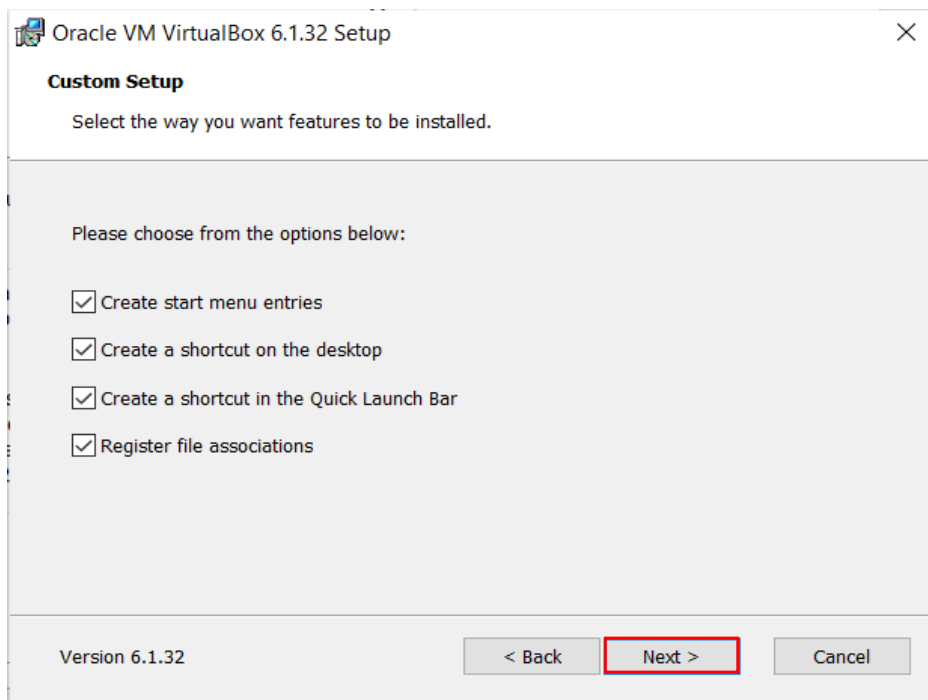 Oracle VM VirtualBox 6.1.32 Setup
Custom Setup
Select the way you want features to be installed.
Please choose from the options below:
Create start menu entries
Create a shortcut on the desktop
Create a shortcut in the Quick Launch Bar
Register file associations
Version 6.1.32
< Back
Next >
Cancel